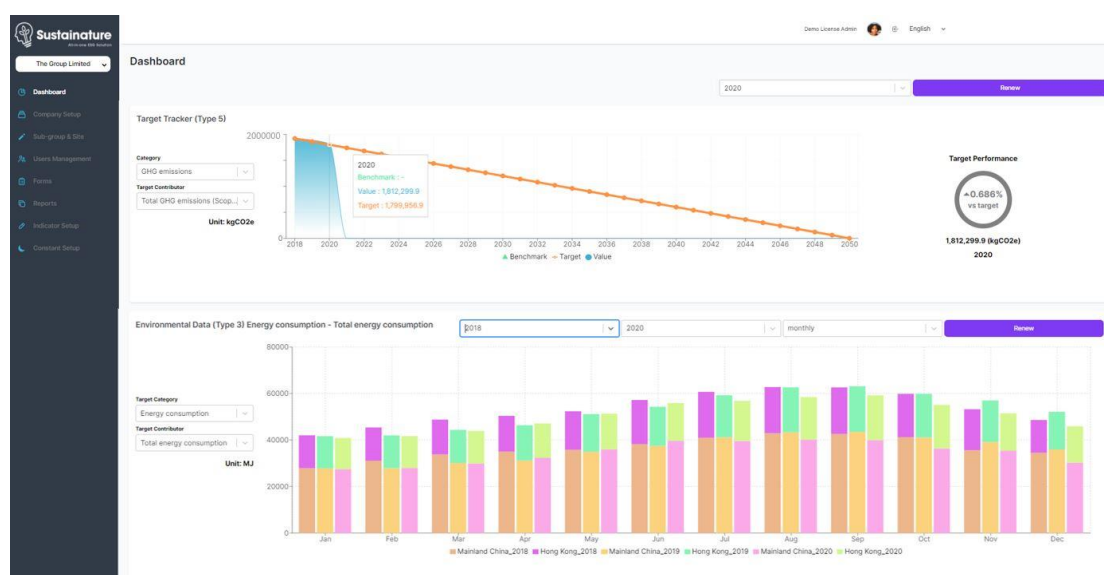 Sustainature
All-in-one ESG Solution
Demo License Admin
English
The Group Limited
Dashboard
Company Setup
Sub-group & Site
Users Management
Forms
Reports
Indicator Setup
Constant Setup
Dashboard
2020
Renew
Target Tracker (Type 5)
Category
GHG emissions
Target Contributor
Total GHG emissions (Scop...
Unit: kgCO2e
2000000
0
2020
Benchmark : -
Value : 1,812,299.9
Target : 1,799,956.9
2018 2020 2022 2024 2026 2028 2030 2032 2034 2036 2038 2040 2042 2044 2046 2048 2050
Benchmark Target Value
Target Performance
0.686%
vs target
1,812,299.9 (kgCO2e)
2020
Environmental Data (Type 3) Energy consumption - Total energy consumption
2018
2020
monthly
Renew
Target Category
Energy consumption
Target Contributor
Total energy consumption
Unit: MJ
80000
60000
40000
20000
0
Jan Feb Mar Apr May Jun Jul Aug Sep Oct Nov Dec
Mainland China_2018 Hong Kong_2018 Mainland China_2019 Hong Kong_2019 Mainland China_2020 Hong Kong_2020